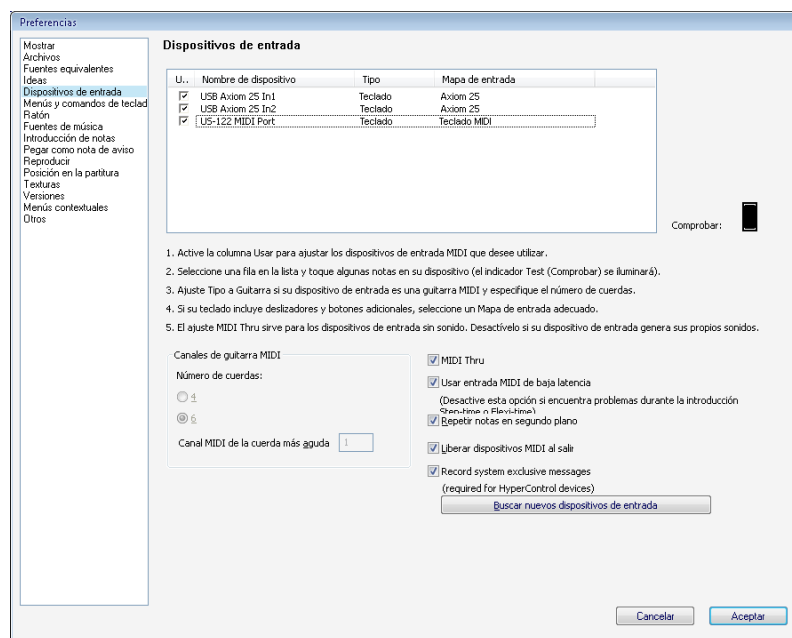 Preferencias
Mostrar
Archivos
Fuentes equivalentes
Ideas
Dispositivos de entrada
Menús y comandos de teclad
Ratón
Fuentes de música
Introducción de notas
Pegar como nota de aviso
Reproducir
Posición en la partitura
Texturas
Versiones
Menús contextuales
Otros
Dispositivos de entrada
U... Nombre de dispositivo Tipo Mapa de entrada
USB Axiom 25 In1 Teclado Axiom 25
USB Axiom 25 In2 Teclado Axiom 25
US-122 MIDI Port Teclado Teclado MIDI
Comprobar:
1. Active la columna Usar para ajustar los dispositivos de entrada MIDI que desee utilizar.
2. Seleccione una fila en la lista y toque algunas notas en su dispositivo (el indicador Test (Comprobar) se iluminará).
3. Ajuste Tipo a Guitarra si su dispositivo de entrada es una guitarra MIDI y especifique el número de cuerdas.
4. Si su teclado incluye deslizadores y botones adicionales, seleccione un Mapa de entrada adecuado.
5. El ajuste MIDI Thru sirve para los dispositivos de entrada sin sonido. Desactívelo si su dispositivo de entrada genera sus propios sonidos.
Canales de guitarra MIDI
Número de cuerdas:
4
6
Canal MIDI de la cuerda más aguda 1
MIDI Thru
Usar entrada MIDI de baja latencia
(Desactive esta opción si encuentra problemas durante la introducción
Step-time o Flexi-time)
Repetir notas en segundo plano
Liberar dispositivos MIDI al salir
Record system exclusive messages
(required for HyperControl devices)
Buscar nuevos dispositivos de entrada
Cancelar Aceptar